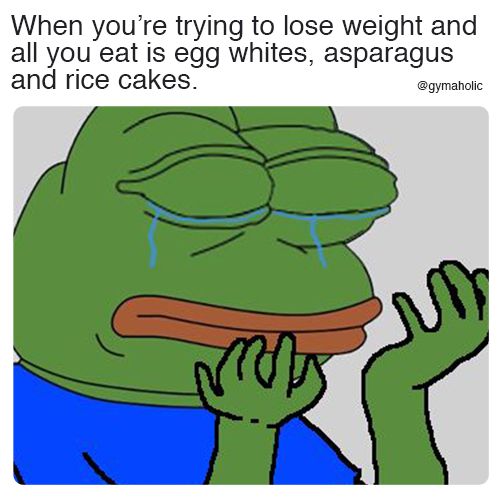 When you’re trying to lose weight and
all you eat is egg whites, asparagus
and rice cakes.
@gymaholic